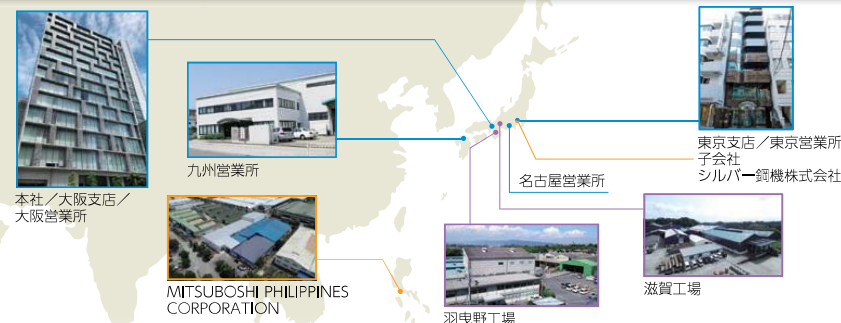 本社／大阪支店／
大阪営業所
九州営業所
MITSUBOSHI PHILIPPINES
CORPORATION
名古屋営業所
羽曳野工場
滋賀工場
東京支店／東京営業所
子会社
シルバー鋼機株式会社